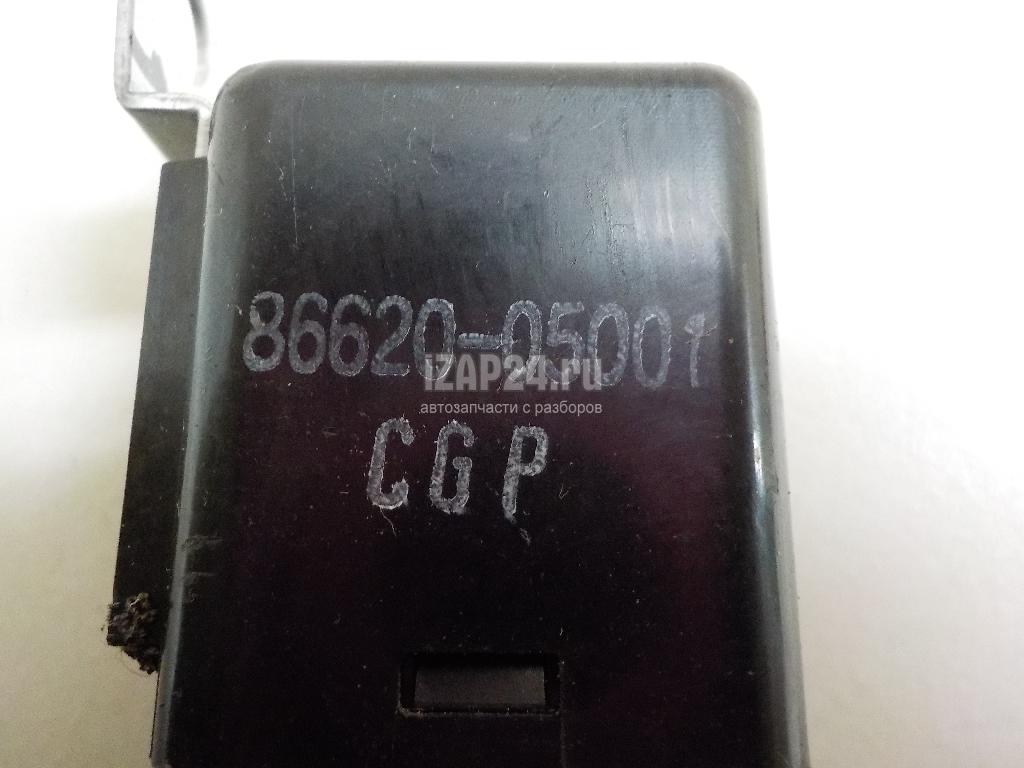 86620-05001
iZAP24.ru
автозапчасти с разборов
CGP